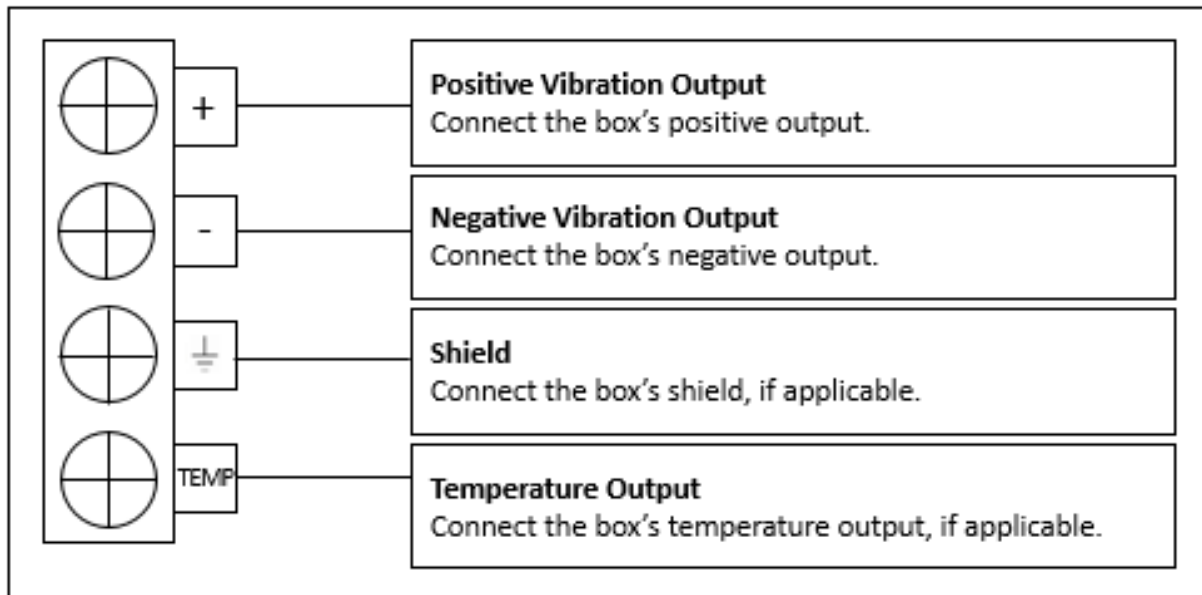 +
Positive Vibration Output
Connect the box’s positive output.
-
Negative Vibration Output
Connect the box’s negative output.
Shield
Connect the box’s shield, if applicable.
TEMP
Temperature Output
Connect the box’s temperature output, if applicable.